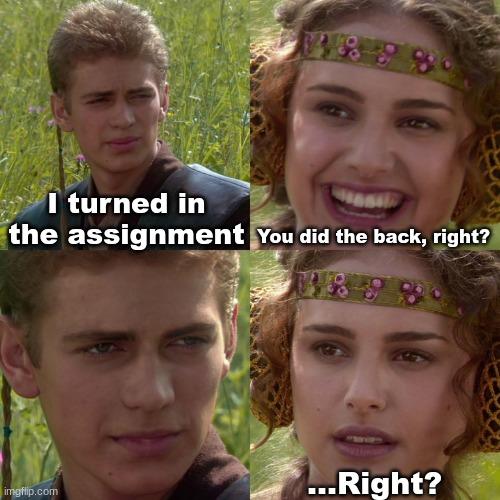 I turned in
the assignment
You did the back, right?
...Right?
imgflip.com